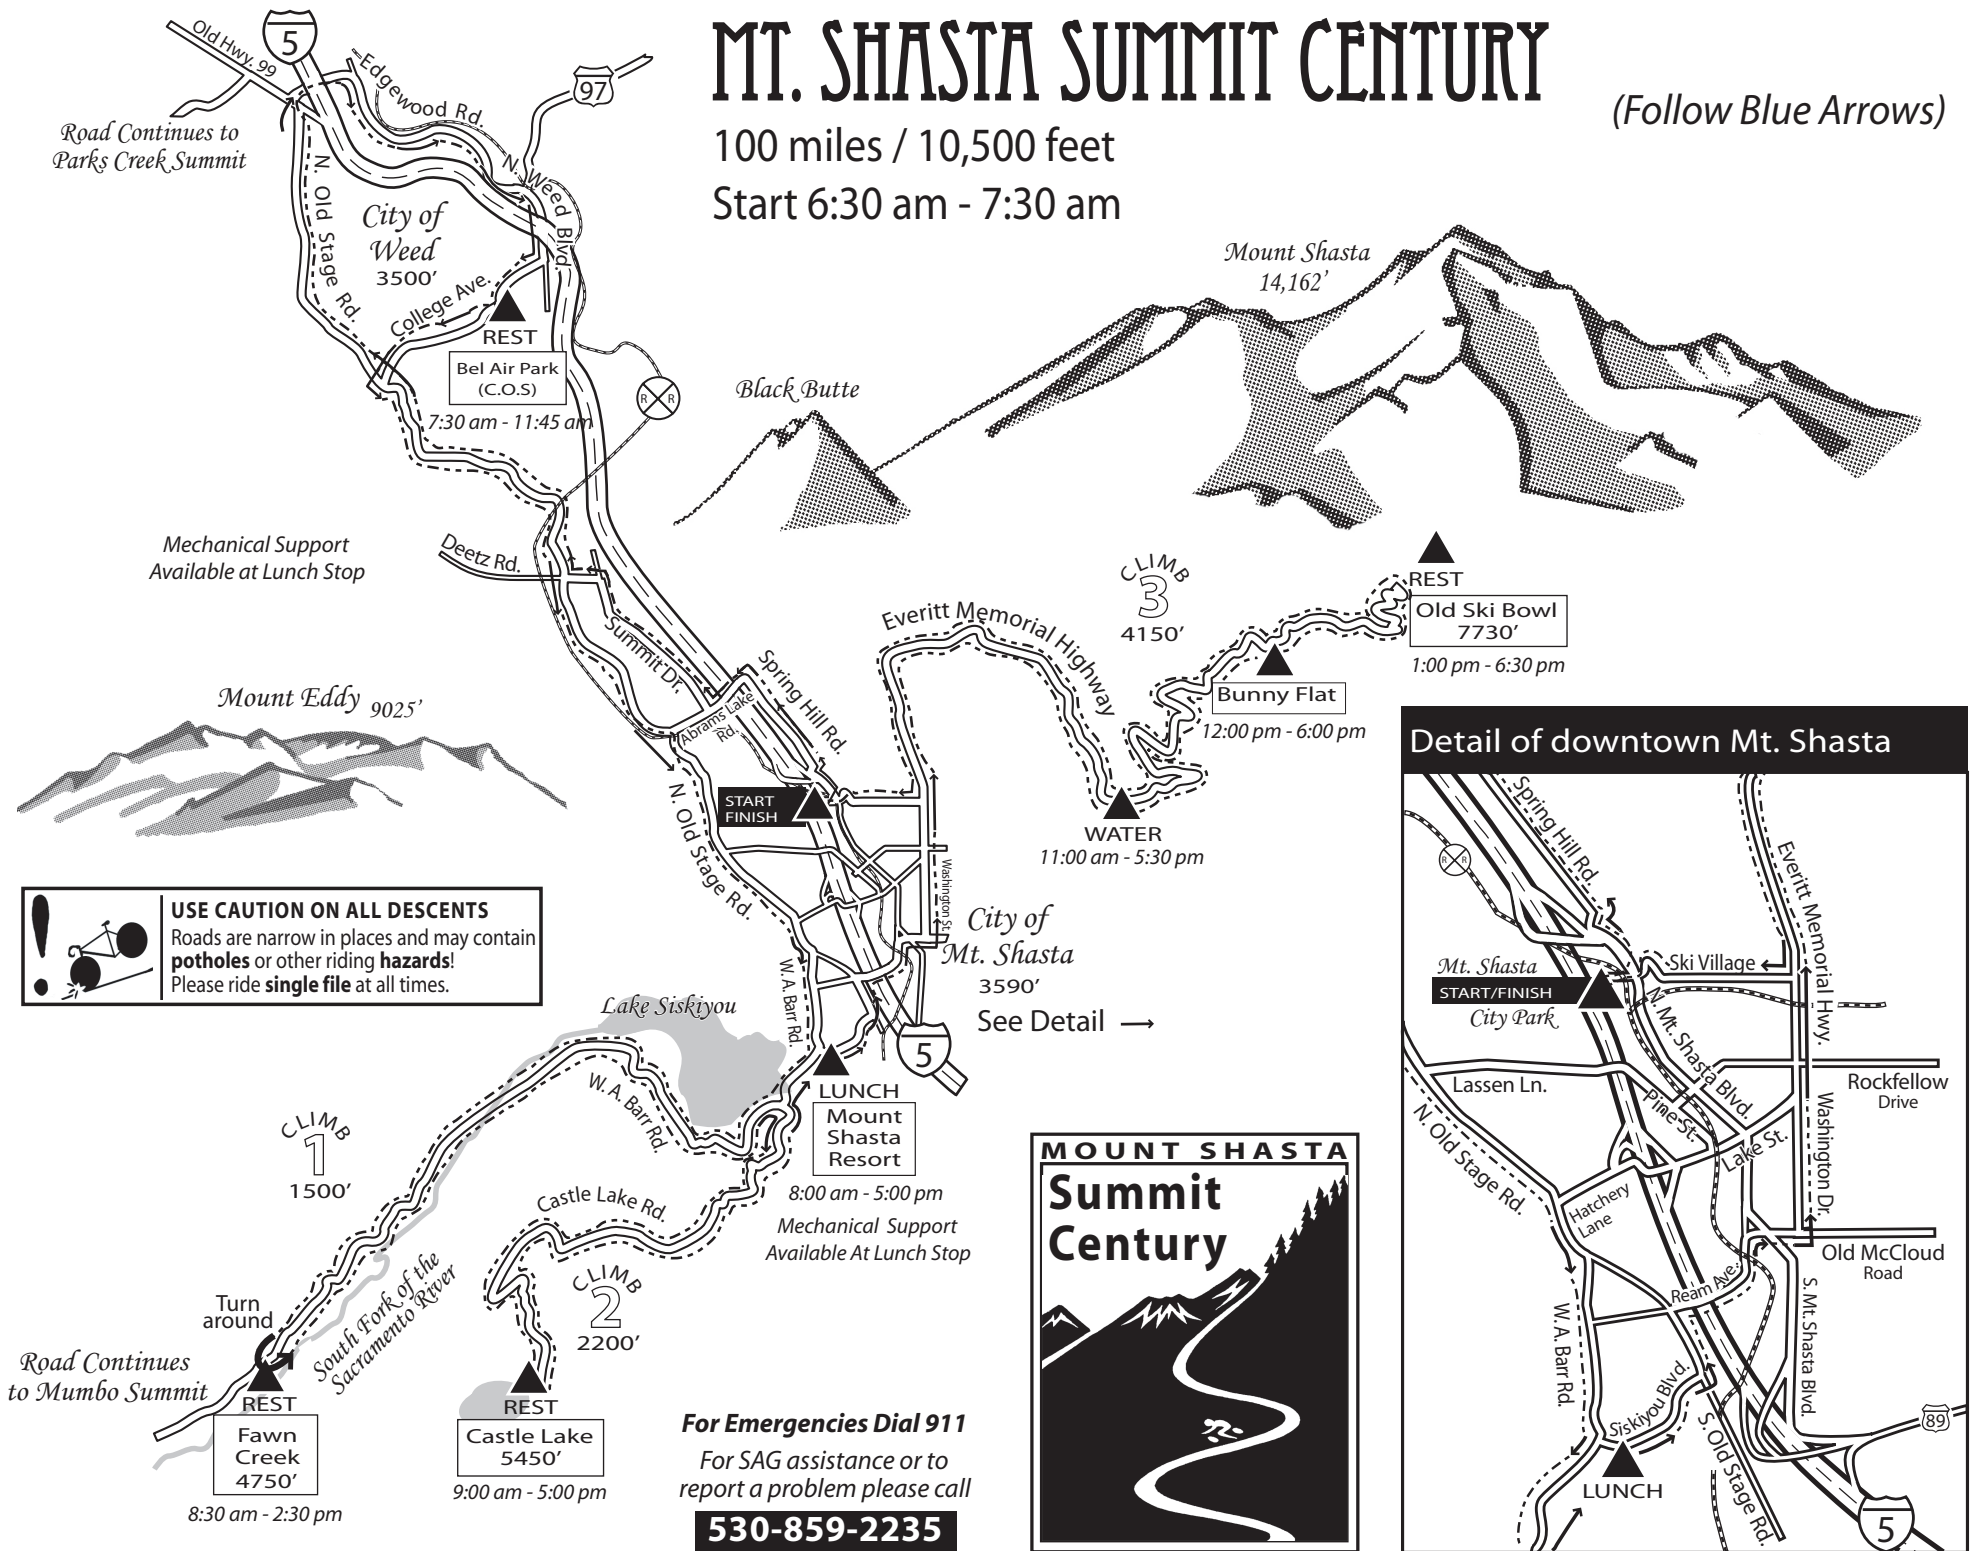 MT. SHASTA SUMMIT CENTURY
(Follow Blue Arrows)
100 miles / 10,500 feet
Start 6:30 am - 7:30 am
Old Hwy. 99
5
Edgewood Rd.
97
Road Continues to
Parks Creek Summit
N. Old Stage Rd.
City of
Weed
3500'
N. Weed Blvd.
College Ave.
REST
Bel Air Park
(C.O.S)
7:30 am - 11:45 am
R R
Mount Shasta
14,162'
Black Butte
Mechanical Support
Available at Lunch Stop
Deetz Rd.
Summit Dr.
Abrams Lake
Rd.
Spring Hill Rd.
Everitt Memorial Highway
CLIMB
3
4150'
REST
Old Ski Bowl
7730'
1:00 pm - 6:30 pm
Bunny Flat
12:00 pm - 6:00 pm
WATER
11:00 am - 5:30 pm
Mount Eddy 9025'
START
FINISH
N. Old Stage Rd.
Washington St.
City of
Mt. Shasta
3590'
See Detail
USE CAUTION ON ALL DESCENTS
Roads are narrow in places and may contain
potholes or other riding hazards!
Please ride single file at all times.
W. A. Barr Rd.
Lake Siskiyou
5
LUNCH
Mount
Shasta
Resort
8:00 am - 5:00 pm
Mechanical Support
Available At Lunch Stop
W. A. Barr Rd.
CLIMB
1
1500'
Castle Lake Rd.
CLIMB
2
2200'
Turn
around
South Fork of the
Sacramento River
Road Continues
to Mumbo Summit
REST
Fawn
Creek
4750'
8:30 am - 2:30 pm
REST
Castle Lake
5450'
9:00 am - 5:00 pm
For Emergencies Dial 911
For SAG assistance or to
report a problem please call
530-859-2235
MOUNT SHASTA
Summit
Century
Detail of downtown Mt. Shasta
Spring Hill Rd.
R R
Everitt Memorial Hwy.
Ski Village
Mt. Shasta
START/FINISH
City Park
N. Mt. Shasta Blvd.
Lassen Ln.
Pine St.
Rockfellow
Drive
N. Old Stage Rd.
Lake St.
Washington Dr.
Hatchery
Lane
Old McCloud
Road
Ream Ave.
W. A. Barr Rd.
S. Mt. Shasta Blvd.
Siskiyou Blvd.
S. Old Stage Rd.
89
LUNCH
5